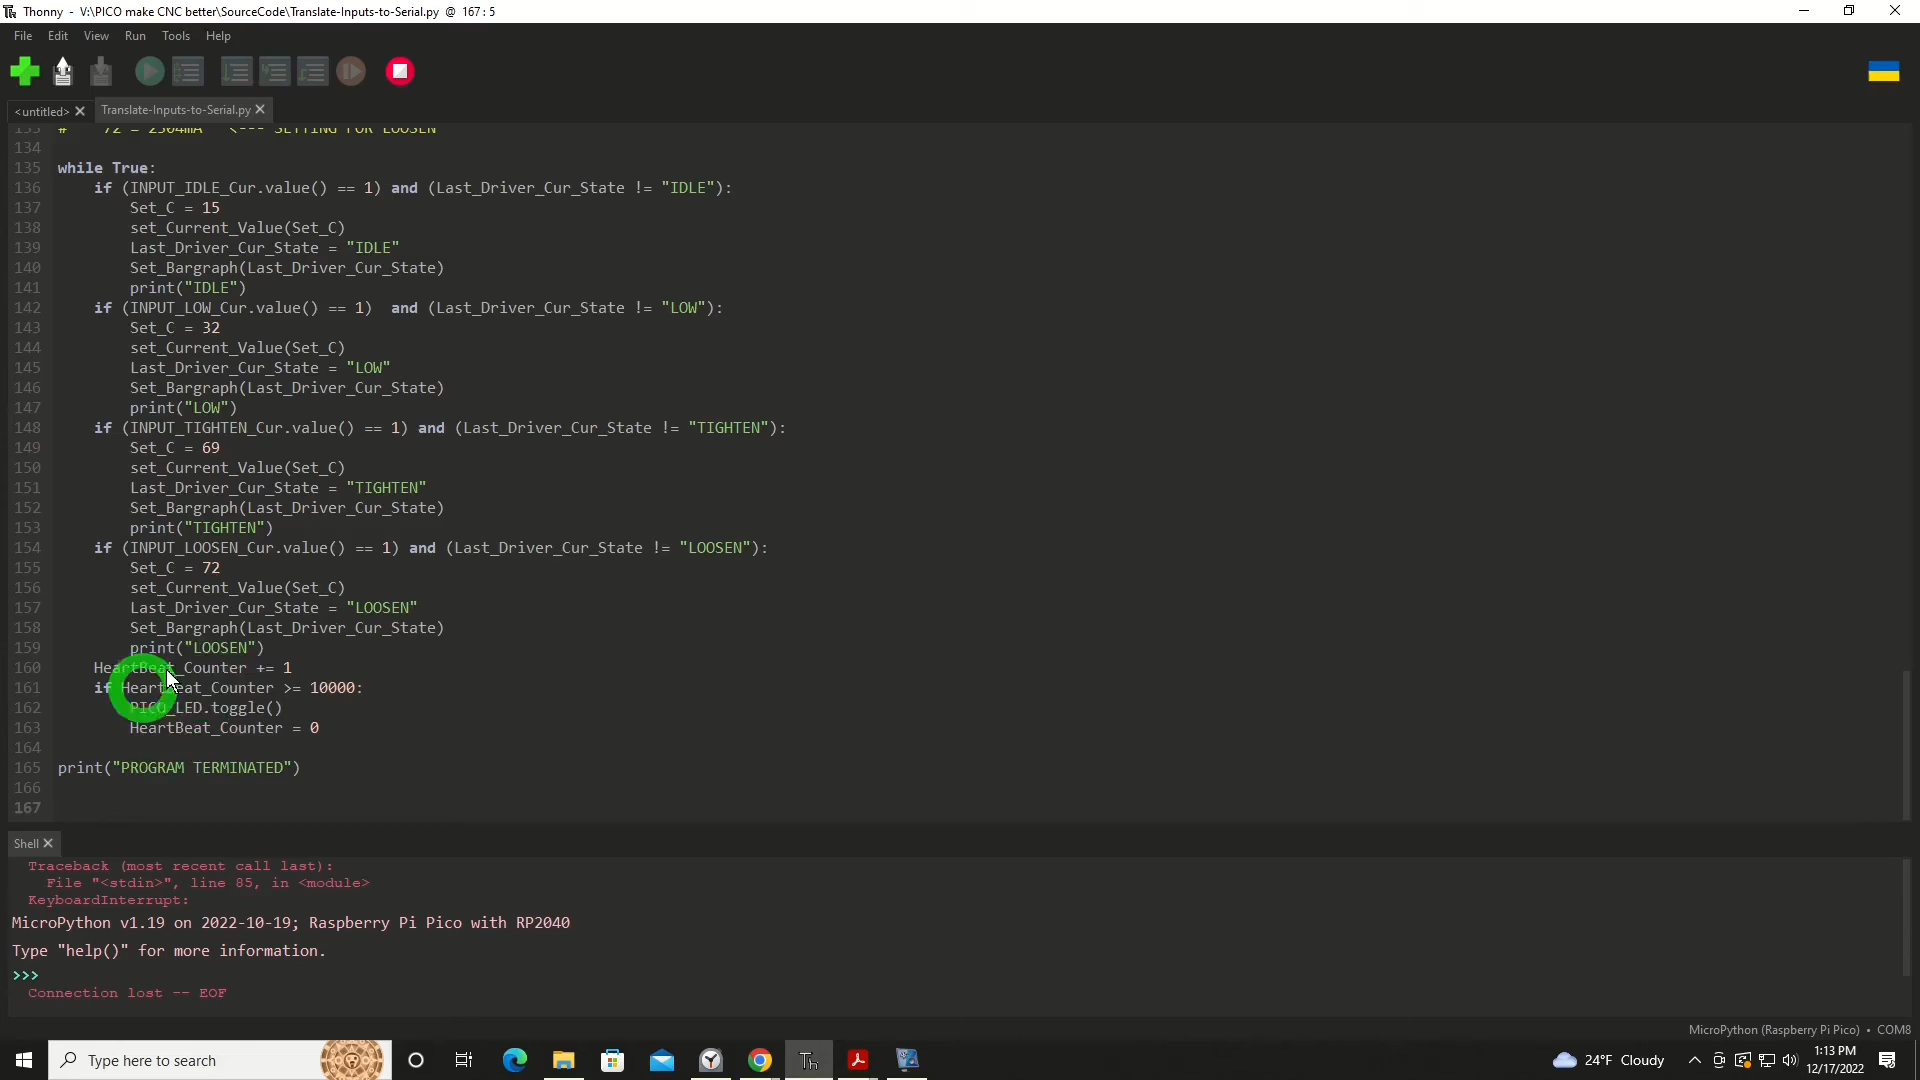 Thonny - V:\PICO make CNC better\SourceCode\Translate-Inputs-to-Serial.py @ 167 : 5
File Edit View Run Tools Help
<untitled> × Translate-Inputs-to-Serial.py ×
133 # 72 = 2304mA <--- SETTING FOR LOOSEN
134
135 while True:
136 if (INPUT_IDLE_Cur.value() == 1) and (Last_Driver_Cur_State != "IDLE"):
137 Set_C = 15
138 set_Current_Value(Set_C)
139 Last_Driver_Cur_State = "IDLE"
140 Set_Bargraph(Last_Driver_Cur_State)
141 print("IDLE")
142 if (INPUT_LOW_Cur.value() == 1)  and (Last_Driver_Cur_State != "LOW"):
143 Set_C = 32
144 set_Current_Value(Set_C)
145 Last_Driver_Cur_State = "LOW"
146 Set_Bargraph(Last_Driver_Cur_State)
147 print("LOW")
148 if (INPUT_TIGHTEN_Cur.value() == 1) and (Last_Driver_Cur_State != "TIGHTEN"):
149 Set_C = 69
150 set_Current_Value(Set_C)
151 Last_Driver_Cur_State = "TIGHTEN"
152 Set_Bargraph(Last_Driver_Cur_State)
153 print("TIGHTEN")
154 if (INPUT_LOOSEN_Cur.value() == 1) and (Last_Driver_Cur_State != "LOOSEN"):
155 Set_C = 72
156 set_Current_Value(Set_C)
157 Last_Driver_Cur_State = "LOOSEN"
158 Set_Bargraph(Last_Driver_Cur_State)
159 print("LOOSEN")
160 HeartBeat_Counter += 1
161 if HeartBeat_Counter >= 10000:
162 PICO_LED.toggle()
163 HeartBeat_Counter = 0
164
165 print("PROGRAM TERMINATED")
166
167
Shell ×
Traceback (most recent call last):
File "<stdin>", line 85, in <module>
KeyboardInterrupt:
MicroPython v1.19 on 2022-10-19; Raspberry Pi Pico with RP2040
Type "help()" for more information.
>>>
Connection lost -- EOF
MicroPython (Raspberry Pi Pico) • COM8
Type here to search
Th
24°F Cloudy
1:13 PM
12/17/2022